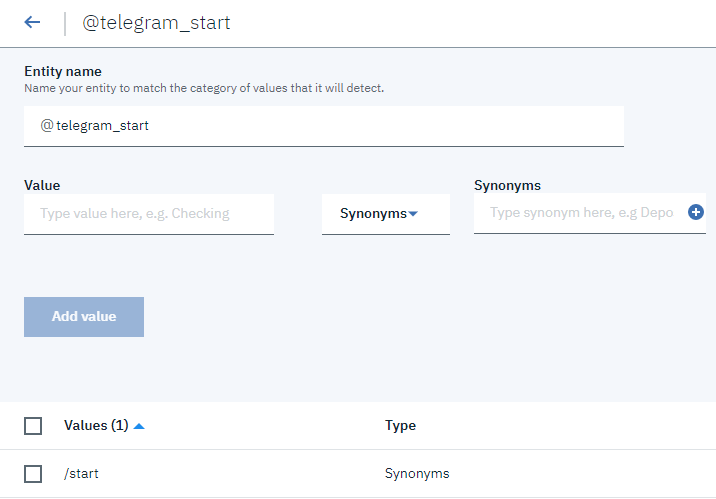 @telegram_start
Entity name
Name your entity to match the category of values that it will detect.
@telegram_start
Value
Synonyms
Type value here, e.g. Checking
Synonyms
Type synonym here, e.g Depo
Add value
Values (1)
Type
/start
Synonyms